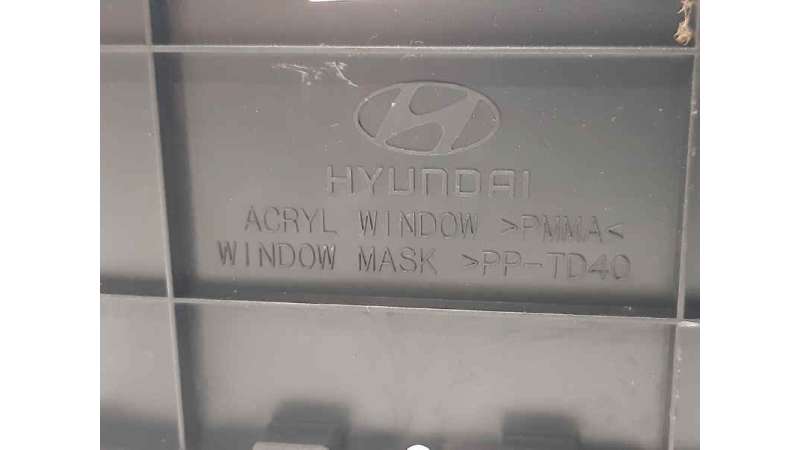 HYUNDAI
ACRYL WINDOW >PMMA<
WINDOW MASK >PP-TD40